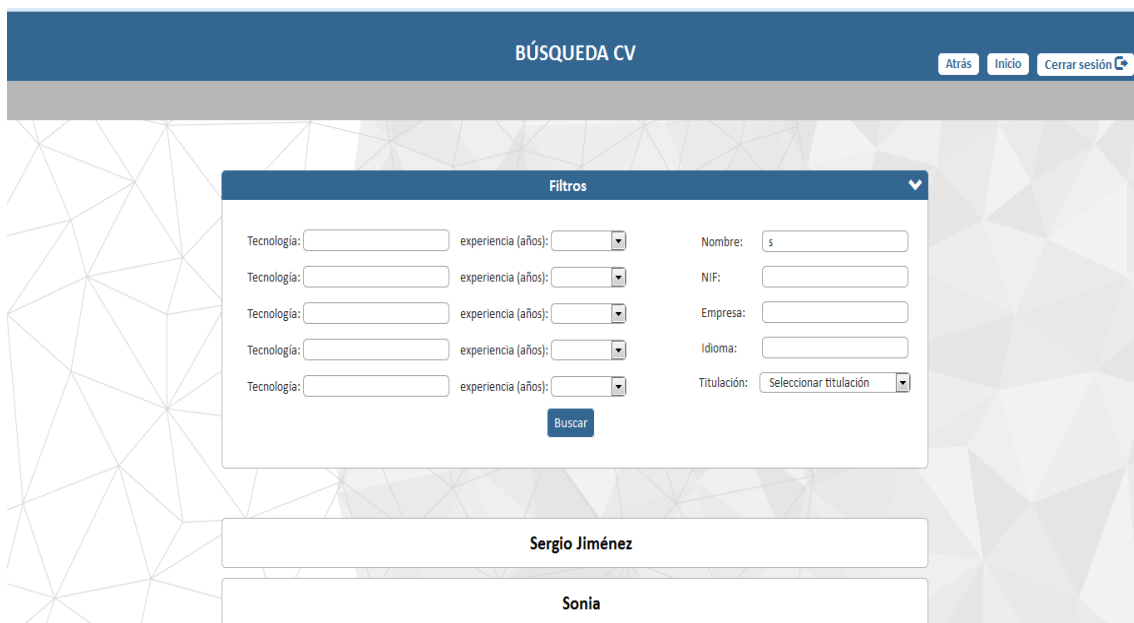 BÚSQUEDA CV
Atrás Inicio Cerrar sesión
Filtros
Tecnología: experiencia (años): Nombre: s
Tecnología: experiencia (años): NIF:
Tecnología: experiencia (años): Empresa:
Tecnología: experiencia (años): Idioma:
Tecnología: experiencia (años): Titulación: Seleccionar titulación
Buscar
Sergio Jiménez
Sonia